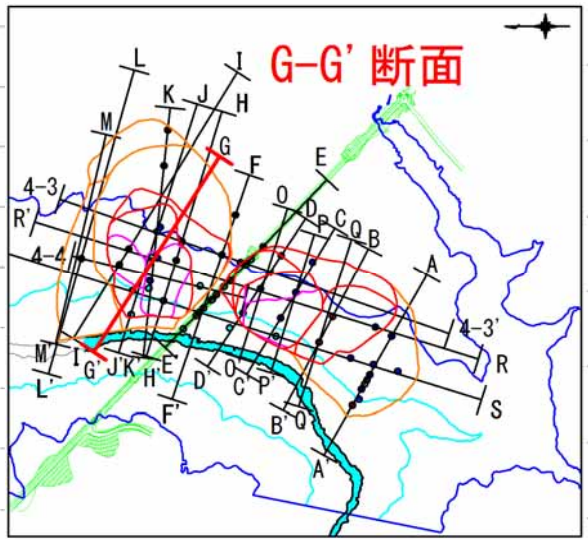 G-G' 断面
L
I
K
J
H
M
G
F
E
O
D
P
C
Q
B
A
4-3
R'
4-4
4-3'
R
S
M'
I'
G'
J'
K'
H'
E'
L'
D'
O'
C'
P'
F'
B'
Q'
A'